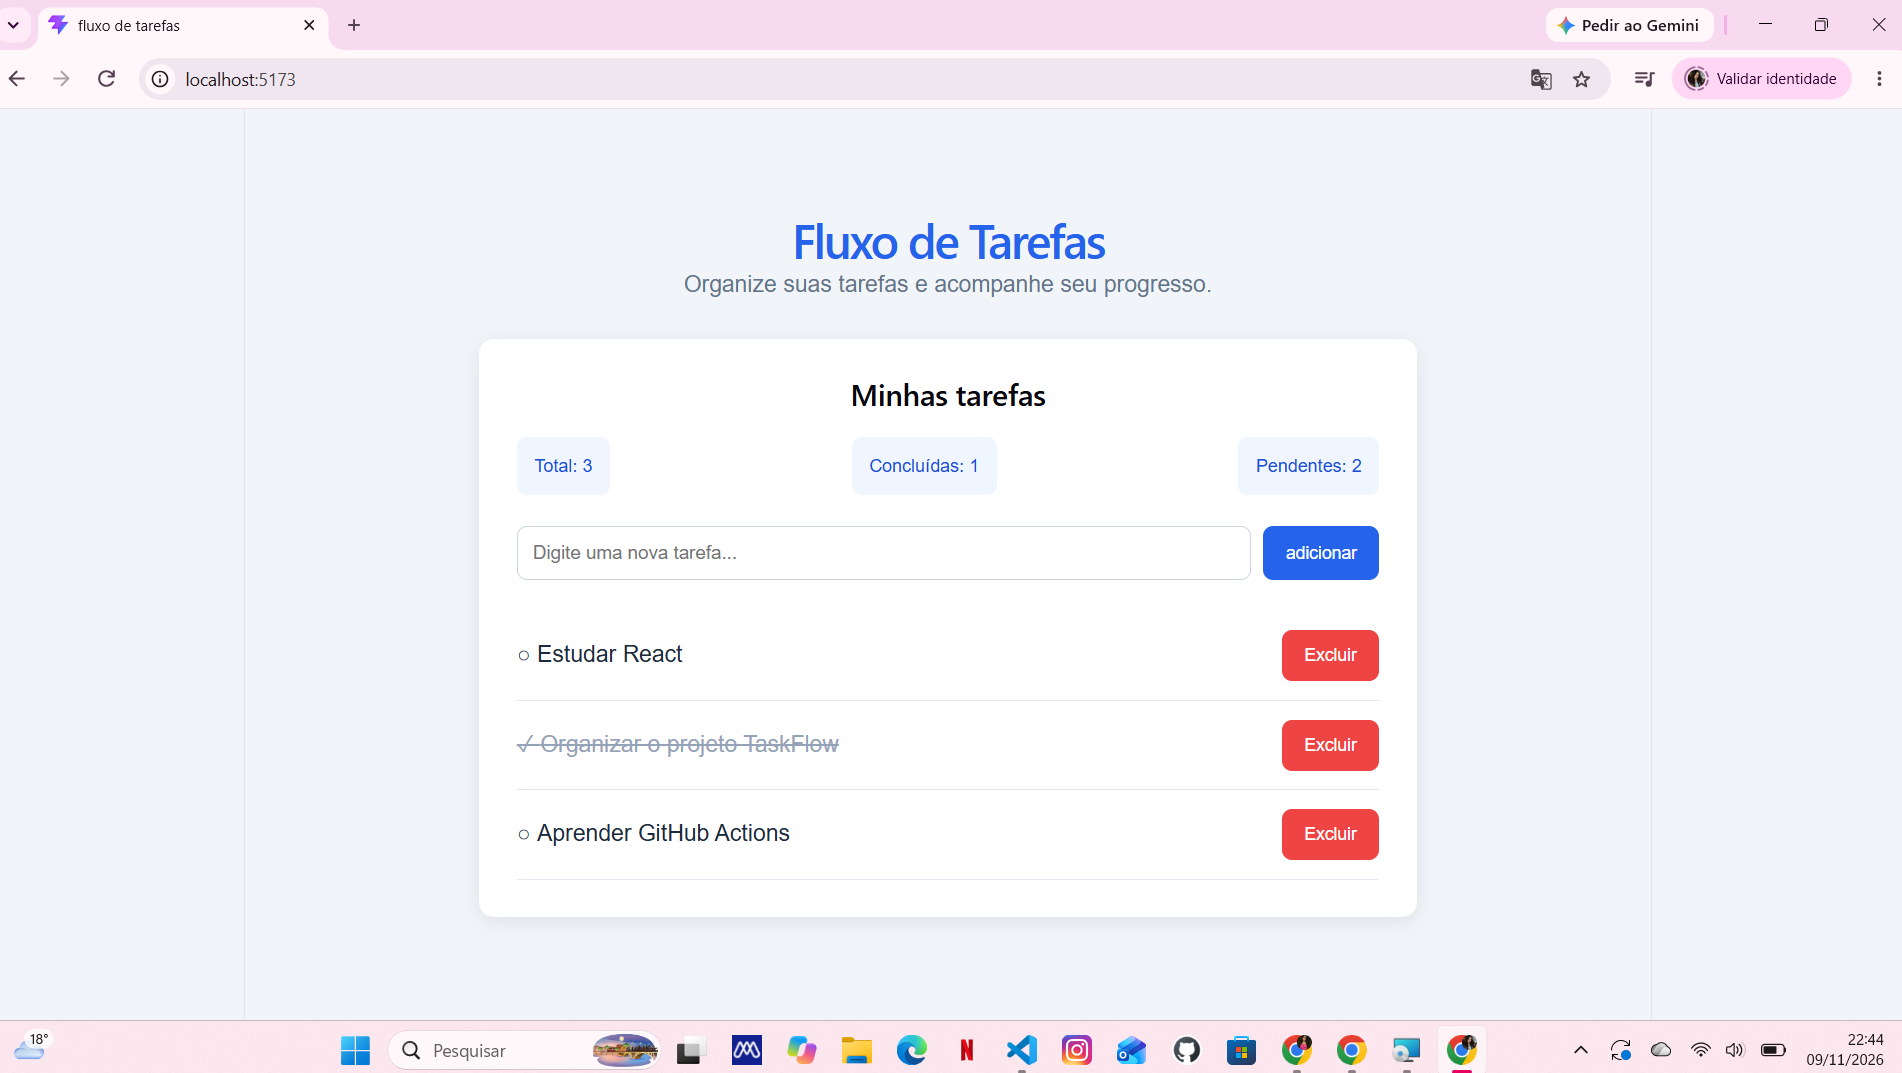 fluxo de tarefas
Pedir ao Gemini
localhost:5173
Validar identidade
Fluxo de Tarefas
Organize suas tarefas e acompanhe seu progresso.
Minhas tarefas
Total: 3
Concluídas: 1
Pendentes: 2
Digite uma nova tarefa...
adicionar
○ Estudar React
Excluir
✓ Organizar o projeto TaskFlow
Excluir
○ Aprender GitHub Actions
Excluir
18°
Pesquisar
22:44
09/11/2026